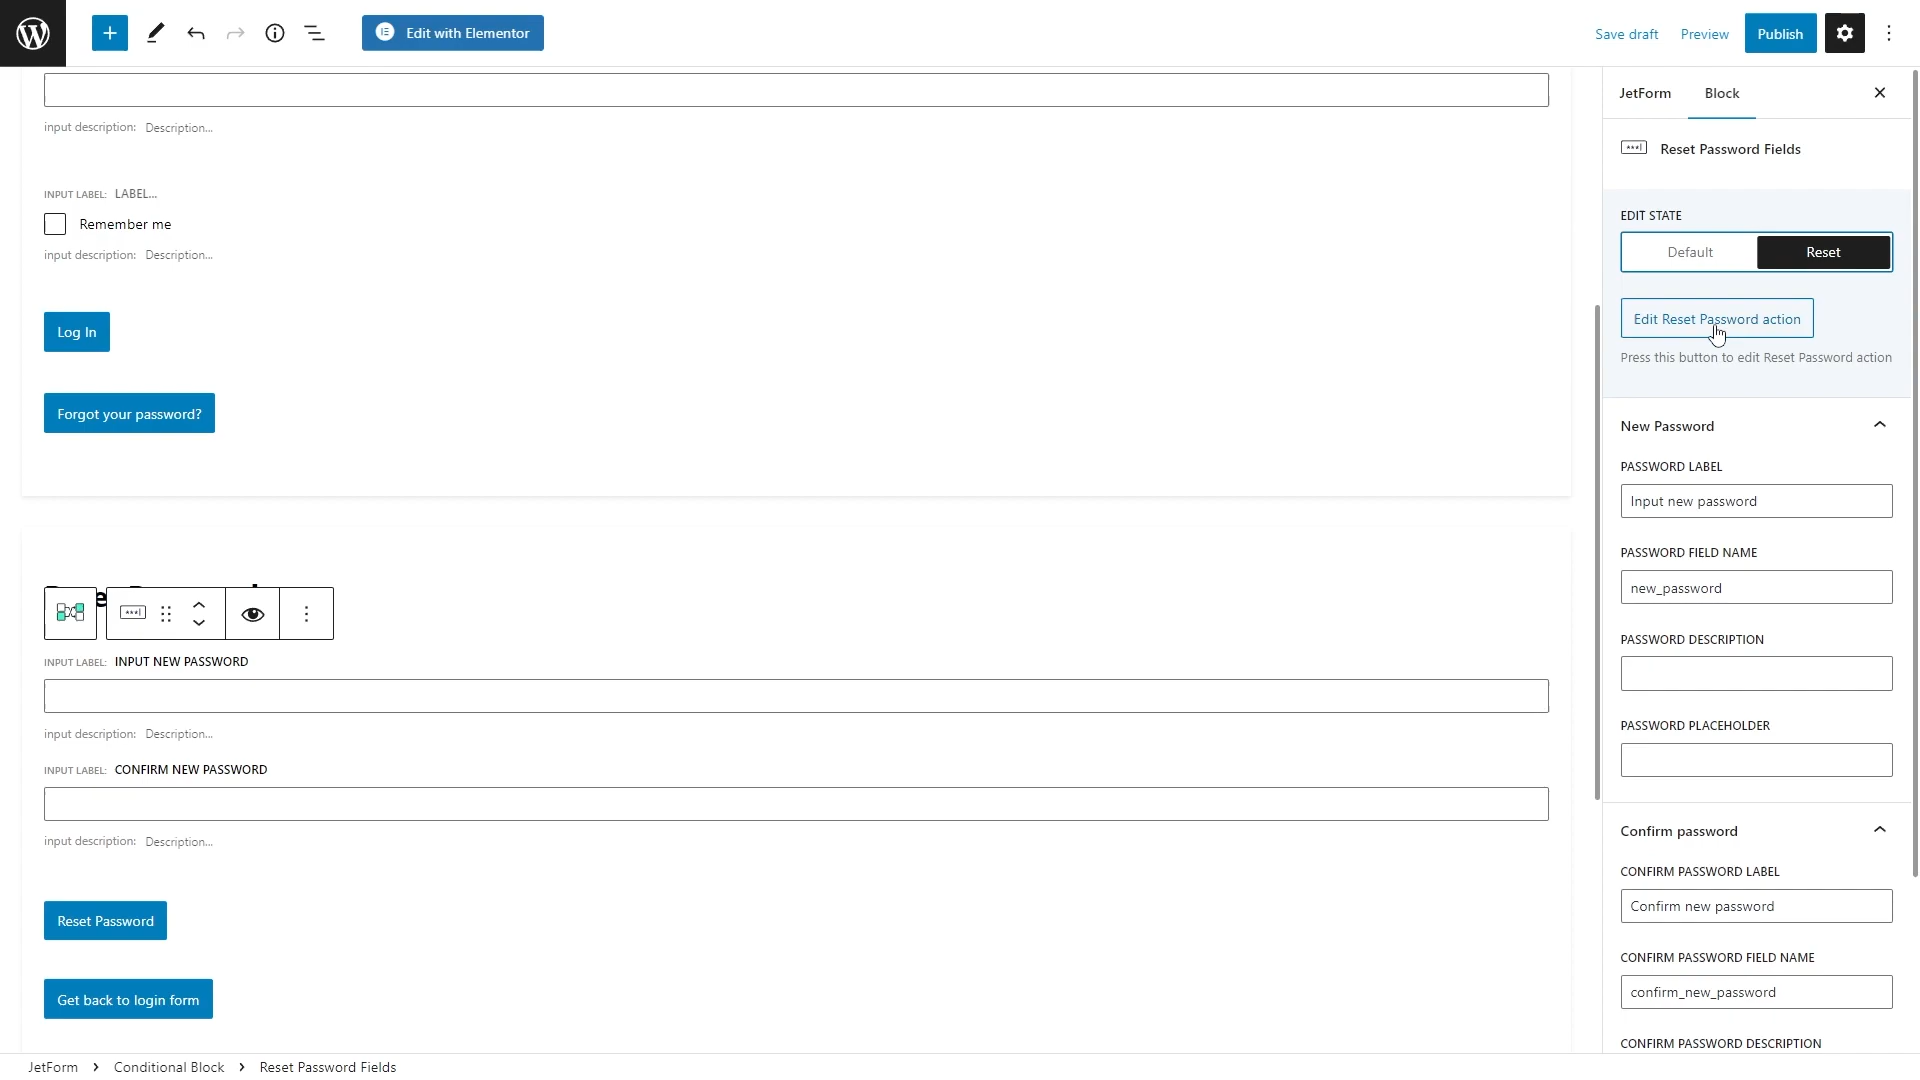 Edit with Elementor
Save draft
Preview
Publish
input description: Description...
INPUT LABEL: LABEL...
Remember me
input description: Description...
Log In
Forgot your password?
INPUT LABEL: INPUT NEW PASSWORD
input description: Description...
INPUT LABEL: CONFIRM NEW PASSWORD
input description: Description...
Reset Password
Get back to login form
JetForm
Block
Reset Password Fields
EDIT STATE
Default
Reset
Edit Reset Password action
Press this button to edit Reset Password action
New Password
PASSWORD LABEL
Input new password
PASSWORD FIELD NAME
new_password
PASSWORD DESCRIPTION
PASSWORD PLACEHOLDER
Confirm password
CONFIRM PASSWORD LABEL
Confirm new password
CONFIRM PASSWORD FIELD NAME
confirm_new_password
CONFIRM PASSWORD DESCRIPTION
JetForm > Conditional Block > Reset Password Fields